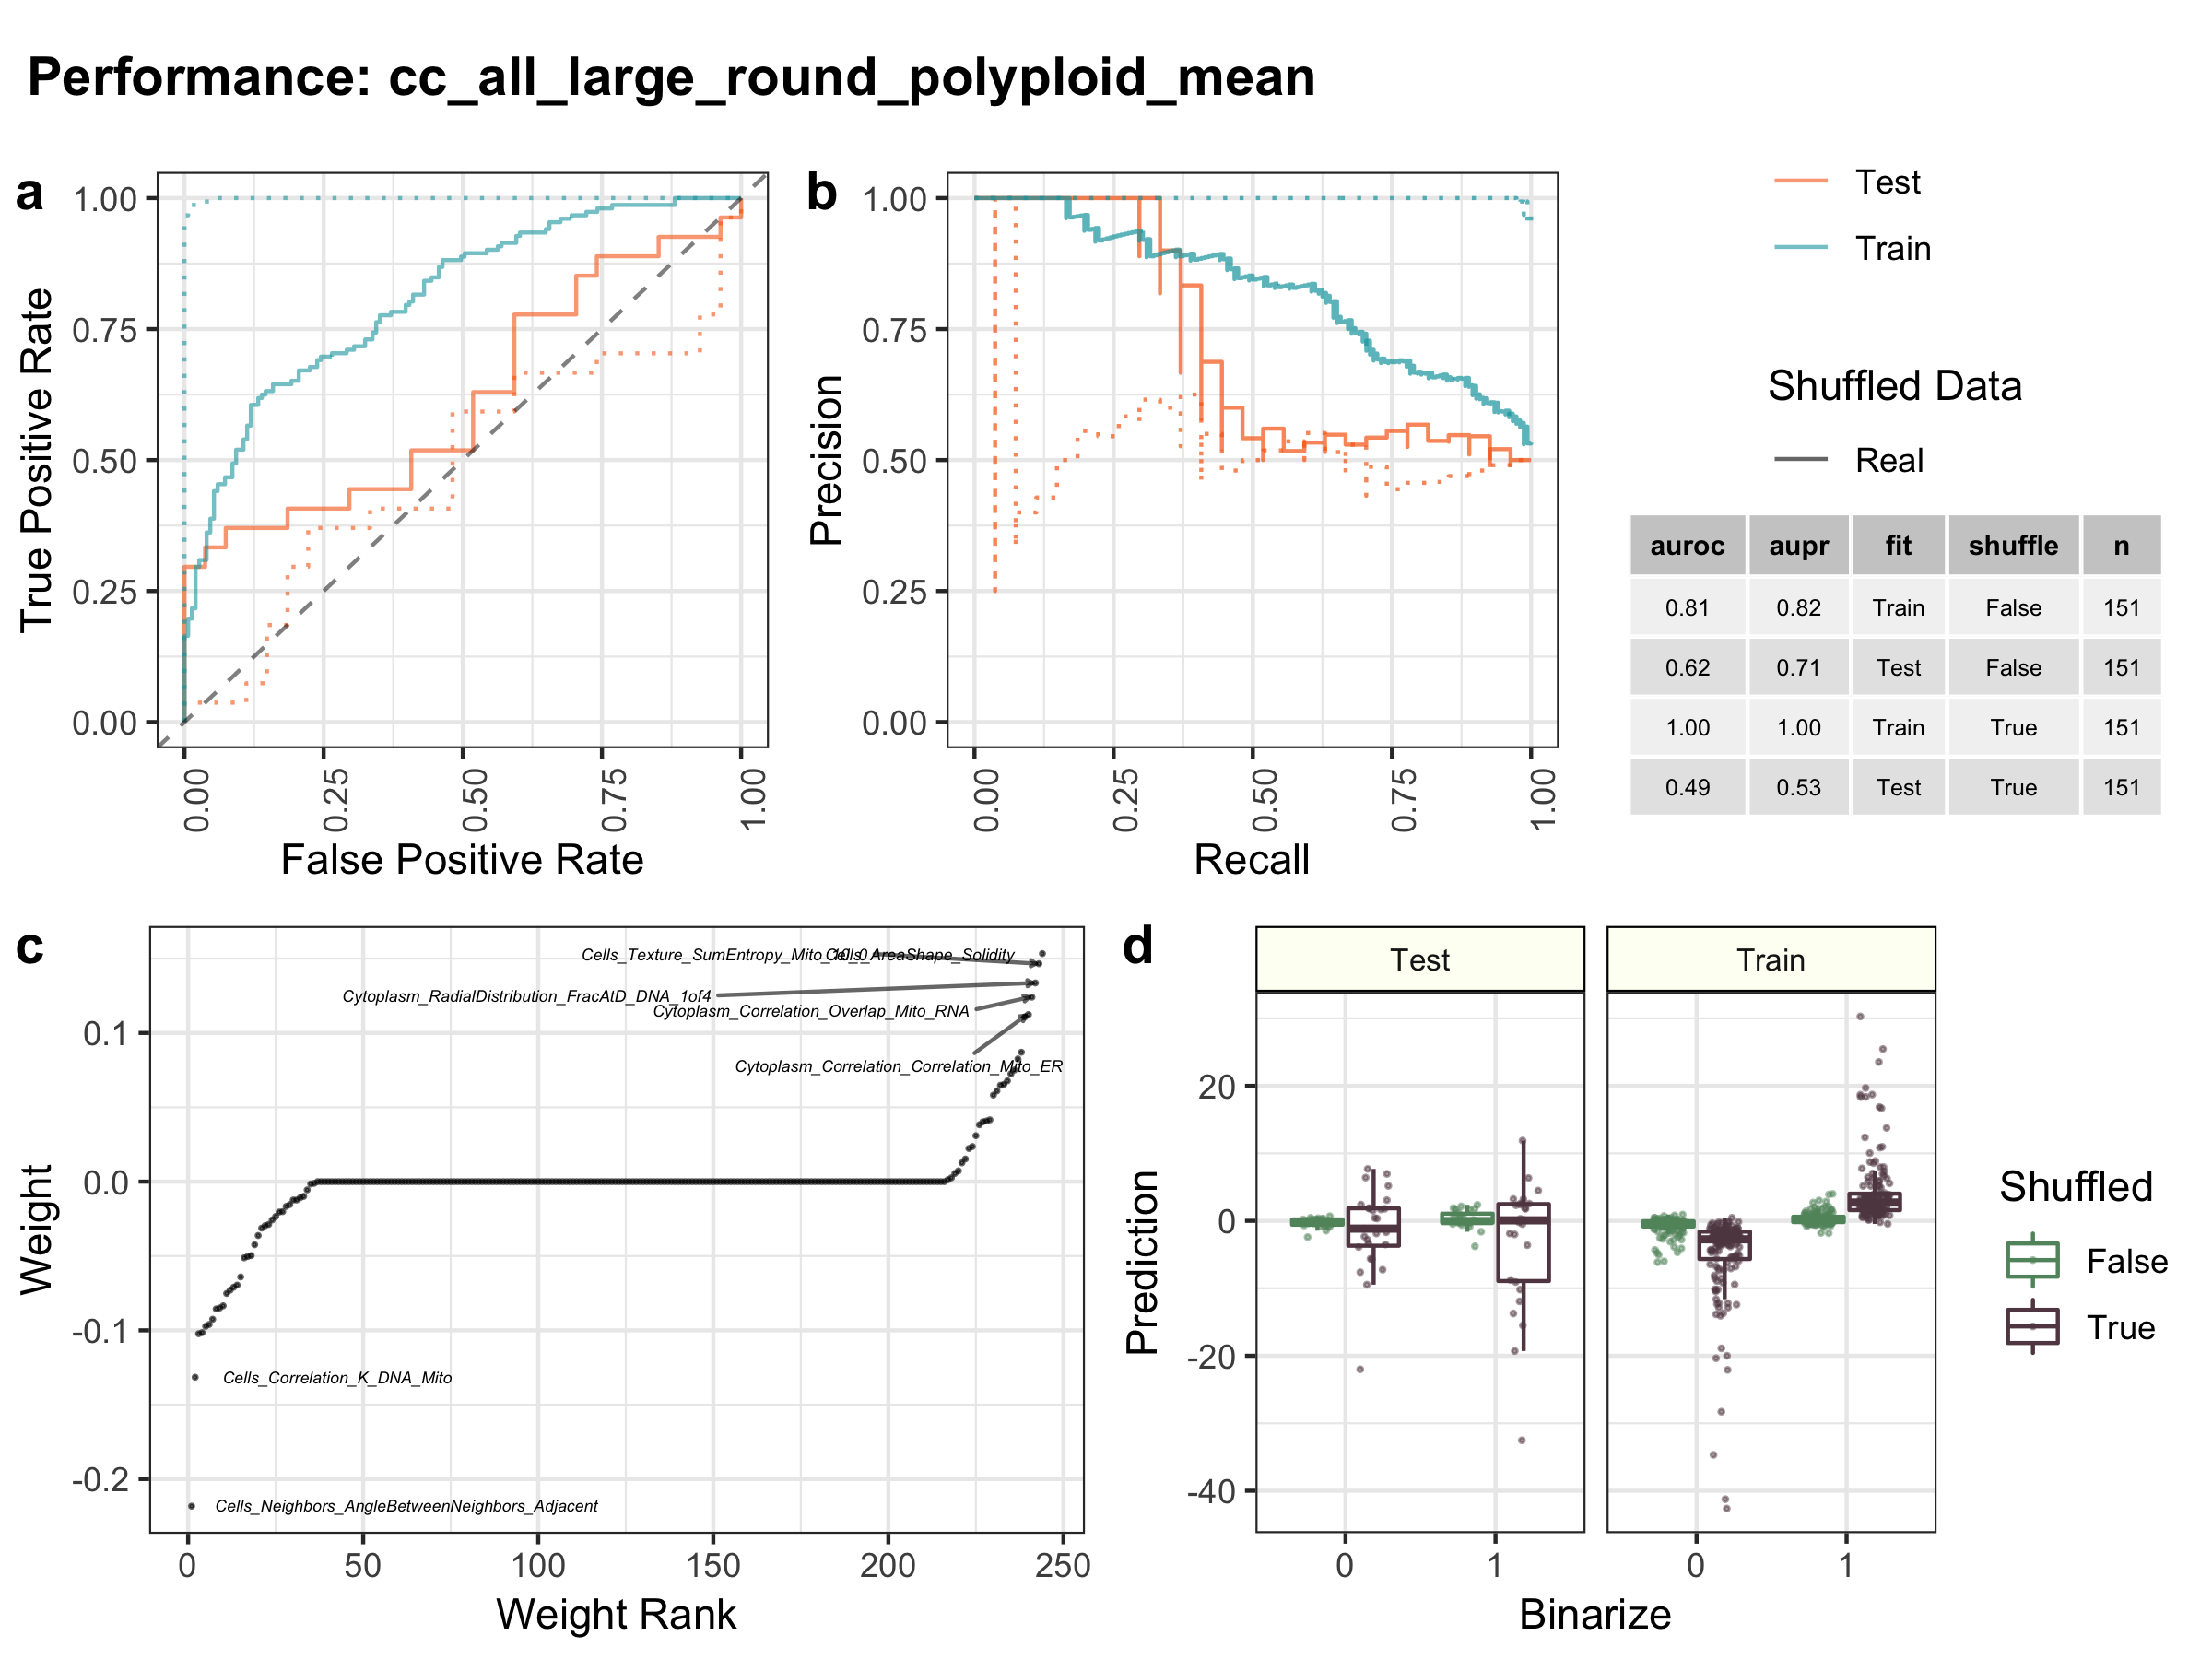 Performance: cc_all_large_round_polyploid_mean
a
1.00
0.75
0.50
0.25
0.00
True Positive Rate
0.00
0.25
0.50
0.75
1.00
False Positive Rate
b
1.00
0.75
0.50
0.25
0.00
Precision
0.00
0.25
0.50
0.75
1.00
Recall
Test
Train
Shuffled Data
Real
auroc aupr fit shuffle n
0.81 0.82 Train False 151
0.62 0.71 Test False 151
1.00 1.00 Train True 151
0.49 0.53 Test True 151
c
0.1
0.0
-0.1
-0.2
Weight
Cells_Texture_SumEntropy_Mito_10_0
Cells_AreaShape_Solidity
Cytoplasm_RadialDistribution_FracAtD_DNA_1of4
Cytoplasm_Correlation_Overlap_Mito_RNA
Cytoplasm_Correlation_Correlation_Mito_ER
Cells_Correlation_K_DNA_Mito
Cells_Neighbors_AngleBetweenNeighbors_Adjacent
0
50
100
150
200
250
Weight Rank
d
Test
Train
20
0
-20
-40
Prediction
0
1
0
1
Binarize
Shuffled
False
True